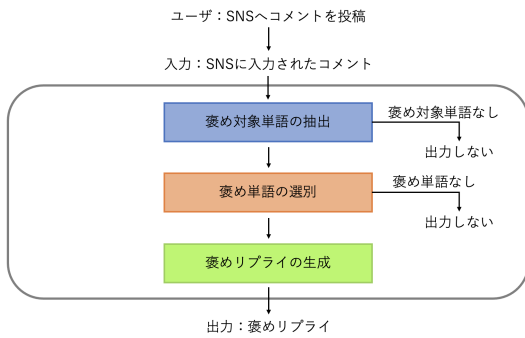 ユーザ：SNSへコメントを投稿
入力：SNSに入力されたコメント
褒め対象単語の抽出
褒め対象単語なし
出力しない
褒め単語の選別
褒め単語なし
出力しない
褒めリプライの生成
出力：褒めリプライ